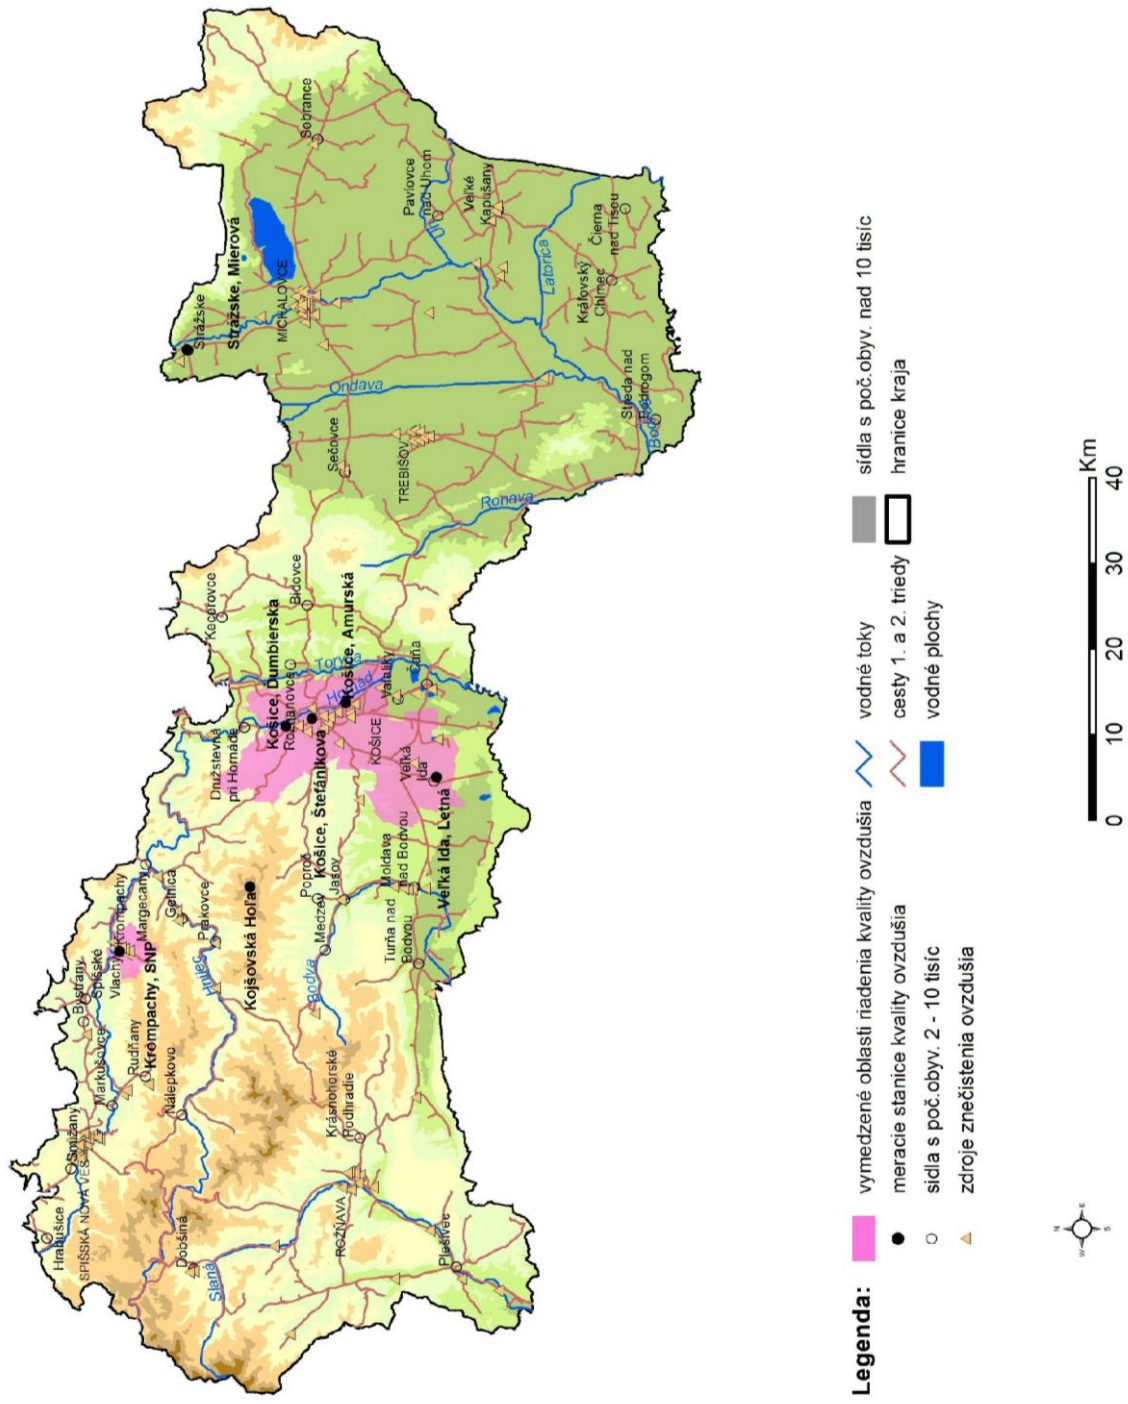 Hrabušice
SPIŠSKÁ NOVÁ VES
Smižany
Markušovce
Bystrany
Spišské
Vlachy
Krompachy
Margecany
Gelnica
Prakovce
Rudňany
Krompachy, SNP
Nálepkovo
Hnilec
Kojšovská Hoľa
Dobšiná
Slaná
ROŽŇAVA
Plešivec
Krásnohorské
Podhradie
Bodva
Medzev
Poproč
Jasov
Moldava
nad Bodvou
Turňa nad
Bodvou
Veľká Ida, Letná
Veľká
Ida
KOŠICE
Košice, Štefánikova
Košice, Ďumbierska
Košice, Amurská
Družstevná
pri Hornáde
Rozhanovce
Torysa
Hornád
Valaliky
Čaňa
Kecerovce
Bidovce
Sečovce
TREBIŠOV
Ronava
Ondava
Strážske
Strážske, Mierová
MICHALOVCE
Sobrance
Pavlovce
nad Uhom
Uh
Veľké
Kapušany
Latorica
Kráľovský
Chlmec
Čierna
nad Tisou
Streda nad
Bodrogom
Legenda:
vymedzené oblasti riadenia kvality ovzdušia
meracie stanice kvality ovzdušia
sídla s poč.obyv. 2 - 10 tisíc
zdroje znečistenia ovzdušia
vodné toky
cesty 1. a 2. triedy
vodné plochy
sídla s poč.obyv. nad 10 tisíc
hranice kraja
N
W
E
S
0
10
20
30
40
Km